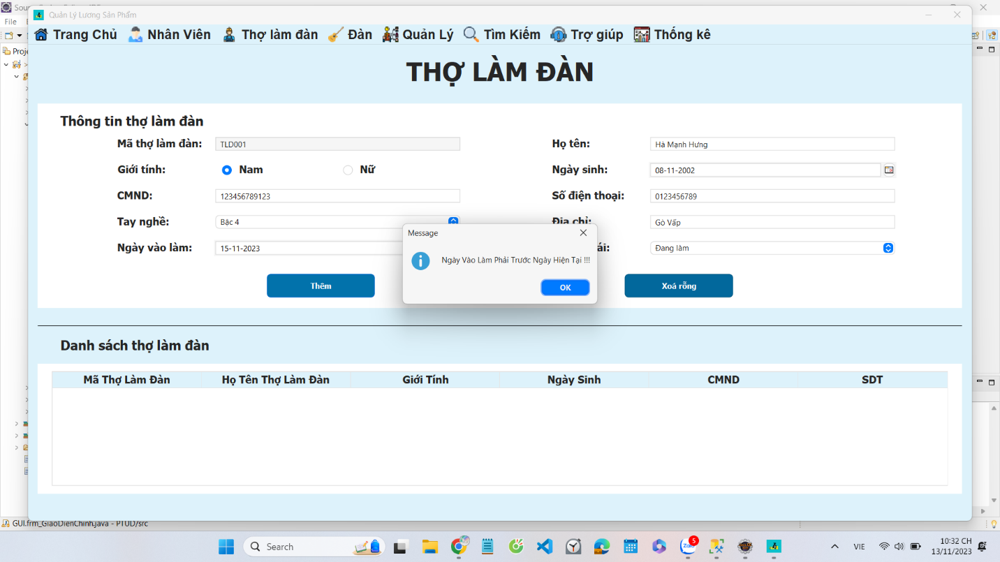 Quản Lý Lương Sản Phẩm
File
Trang Chủ Nhân Viên Thợ làm đàn Đàn Quản Lý Tìm Kiếm Trợ giúp Thống kê
Proje
THỢ LÀM ĐÀN
Thông tin thợ làm đàn
Mã thợ làm đàn: TLD001 Họ tên: Hà Mạnh Hưng
Giới tính: Nam Nữ Ngày sinh: 08-11-2002
CMND: 123456789123 Số điện thoại: 0123456789
Tay nghề: Bậc 4 Địa chỉ: Gò Vấp
Ngày vào làm: 15-11-2023 ái: Đang làm
Message
Ngày Vào Làm Phải Trước Ngày Hiện Tại !!!
OK
Thêm Xoá rỗng
Danh sách thợ làm đàn
Mã Thợ Làm Đàn Họ Tên Thợ Làm Đàn Giới Tính Ngày Sinh CMND SDT
GUI.frm_GiaoDienChinh.java - PTUD/src
Search Zalo 5 VIE 10:32 CH
13/11/2023